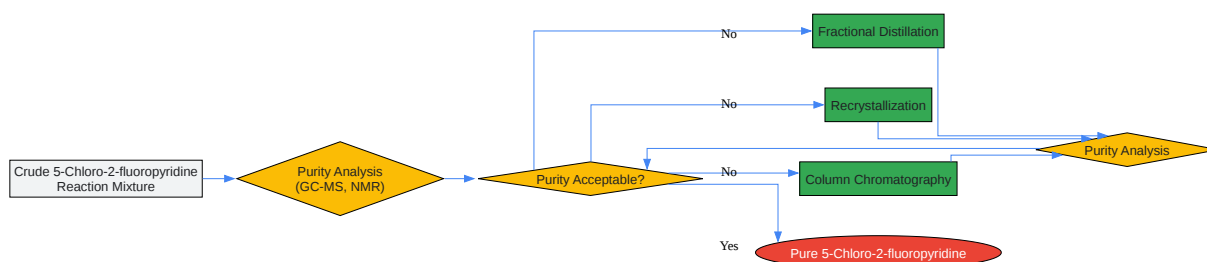 Crude 5-Chloro-2-fluoropyridine
Reaction Mixture
Purity Analysis
(GC-MS, NMR)
Purity Acceptable?
No
Fractional Distillation
No
Recrystallization
No
Column Chromatography
Purity Analysis
Yes
Pure 5-Chloro-2-fluoropyridine